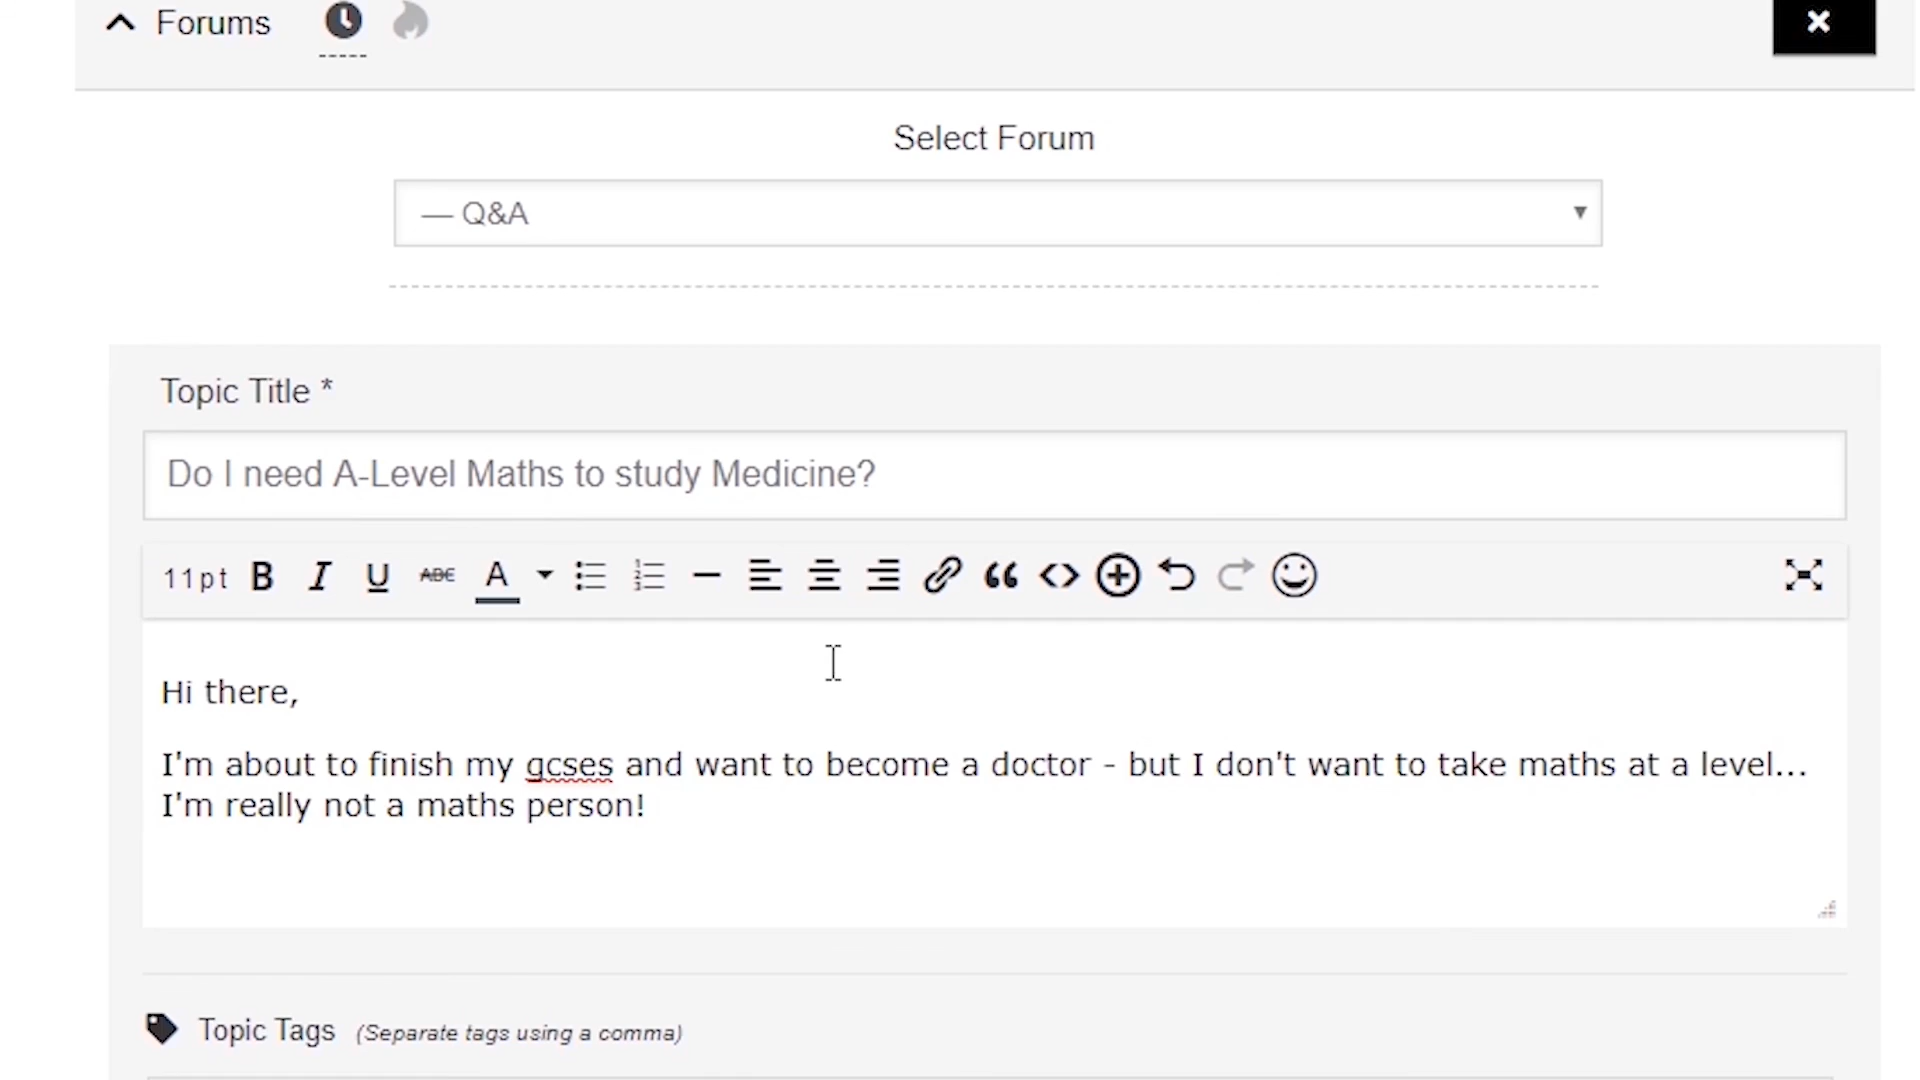 Forums
Select Forum
— Q&A
Topic Title *
Do I need A-Level Maths to study Medicine?
11pt B I U ABC A
Hi there,
I'm about to finish my gcses and want to become a doctor - but I don't want to take maths at a level...
I'm really not a maths person!
Topic Tags (Separate tags using a comma)